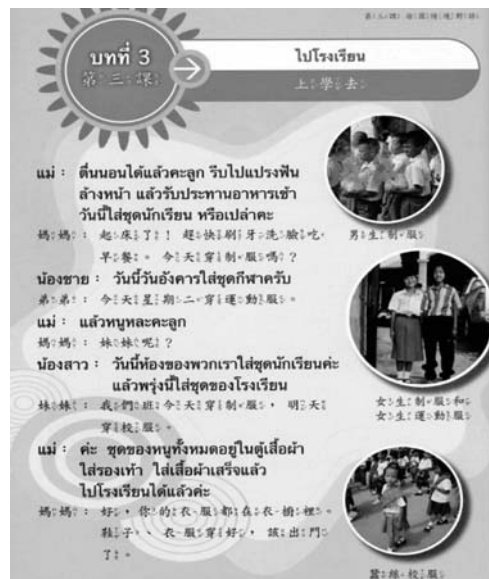 บทที่ 3
第三課
ไปโรงเรียน
上學去
แม่ : ตื่นนอนได้แล้วคะลูก รีบไปแปรงฟัน
ล้างหน้า แล้วรับประทานอาหารเช้า
วันนี้ใส่ชุดนักเรียน หรือเปล่าคะ
媽媽：起床了！趕快刷牙洗臉吃
早餐。今天穿制服嗎？
男生制服
น้องชาย : วันนี้วันอังคารใส่ชุดกีฬาครับ
弟弟：今天星期二穿運動服。
แม่ : แล้วหนูหละคะลูก
媽媽：妹妹呢？
น้องสาว : วันนี้ห้องของพวกเราใส่ชุดนักเรียนค่ะ
แล้วพรุ่งนี้ใส่ชุดของโรงเรียน
妹妹：我們班今天穿制服，明天
穿校服。
女生制服和
女生運動服
แม่ : ค่ะ ชุดของหนูทั้งหมดอยู่ในตู้เสื้อผ้า
ใส่รองเท้า ใส่เสื้อผ้าเสร็จแล้ว
ไปโรงเรียนได้แล้วค่ะ
媽媽：好，你的衣服都在衣櫥裡。
鞋子、衣服穿好，該出門
了。
蠶絲校服